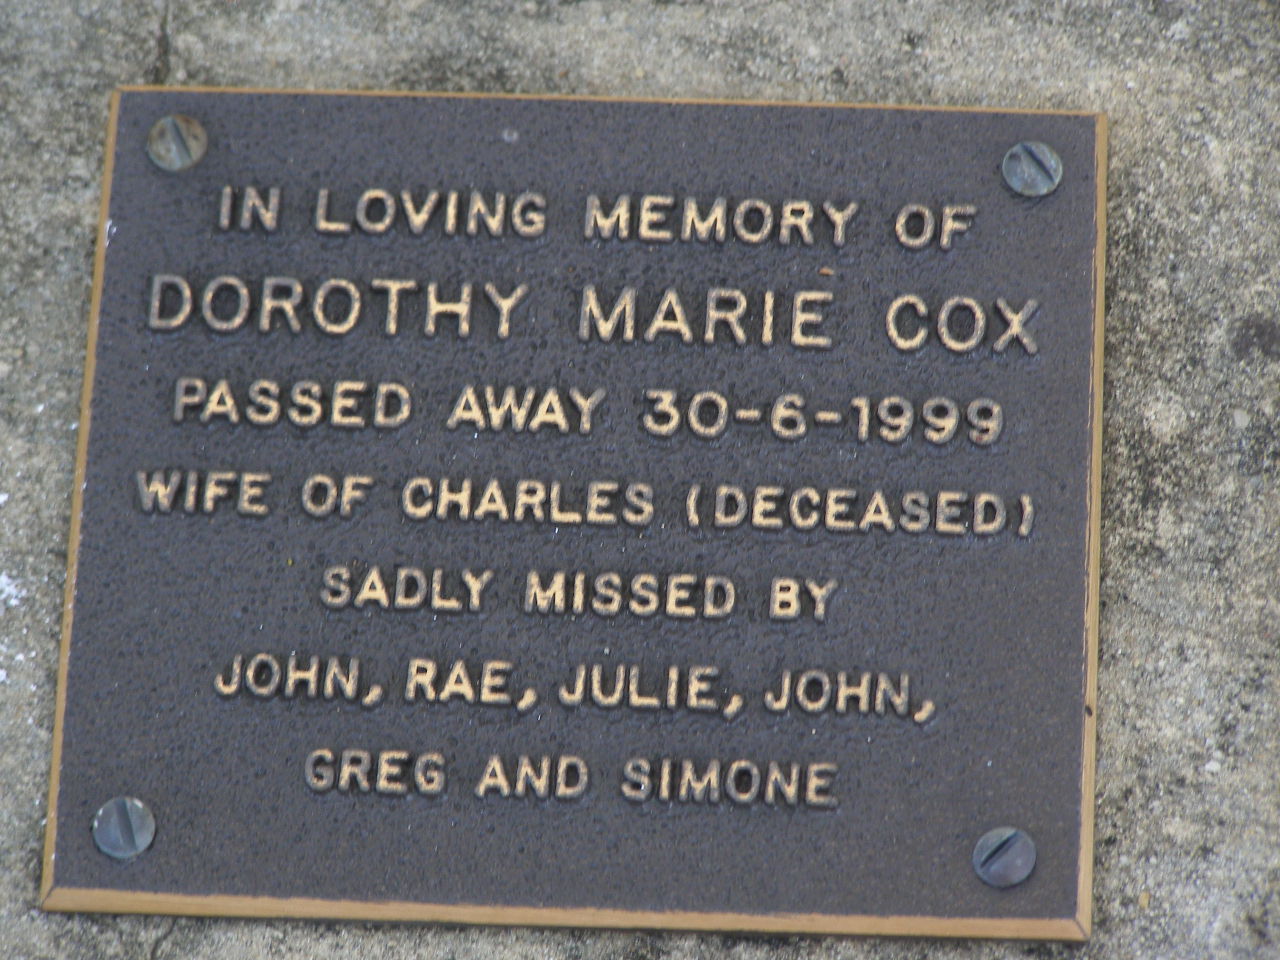 IN LOVING MEMORY OF
DOROTHY MARIE COX
PASSED AWAY 30-6-1999
WIFE OF CHARLES (DECEASED)
SADLY MISSED BY
JOHN, RAE, JULIE, JOHN,
GREG AND SIMONE